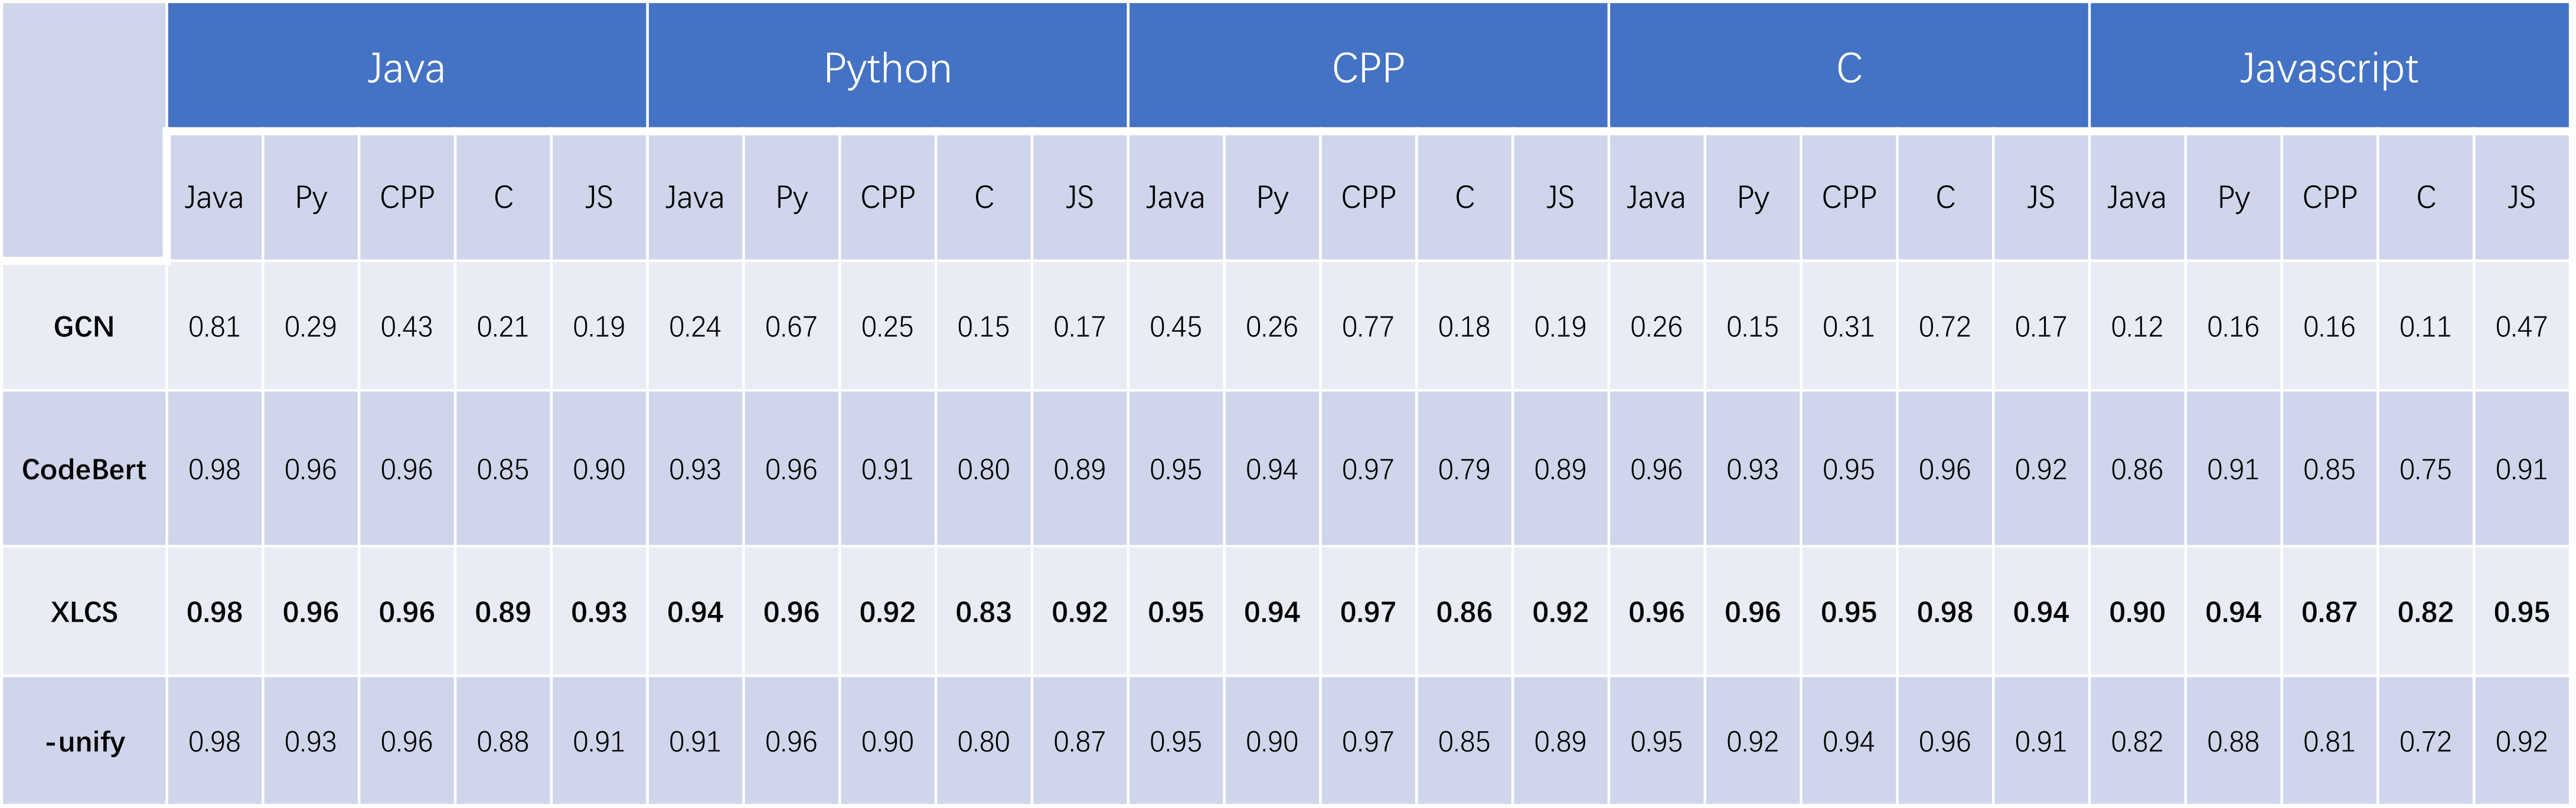 Java Python CPP C Javascript
Java Py CPP C JS Java Py CPP C JS Java Py CPP C JS Java Py CPP C JS Java Py CPP C JS
GCN 0.81 0.29 0.43 0.21 0.19 0.24 0.67 0.25 0.15 0.17 0.45 0.26 0.77 0.18 0.19 0.26 0.15 0.31 0.72 0.17 0.12 0.16 0.16 0.11 0.47
CodeBert 0.98 0.96 0.96 0.85 0.90 0.93 0.96 0.91 0.80 0.89 0.95 0.94 0.97 0.79 0.89 0.96 0.93 0.95 0.96 0.92 0.86 0.91 0.85 0.75 0.91
XLCS 0.98 0.96 0.96 0.89 0.93 0.94 0.96 0.92 0.83 0.92 0.95 0.94 0.97 0.86 0.92 0.96 0.96 0.95 0.98 0.94 0.90 0.94 0.87 0.82 0.95
-unify 0.98 0.93 0.96 0.88 0.91 0.91 0.96 0.90 0.80 0.87 0.95 0.90 0.97 0.85 0.89 0.95 0.92 0.94 0.96 0.91 0.82 0.88 0.81 0.72 0.92